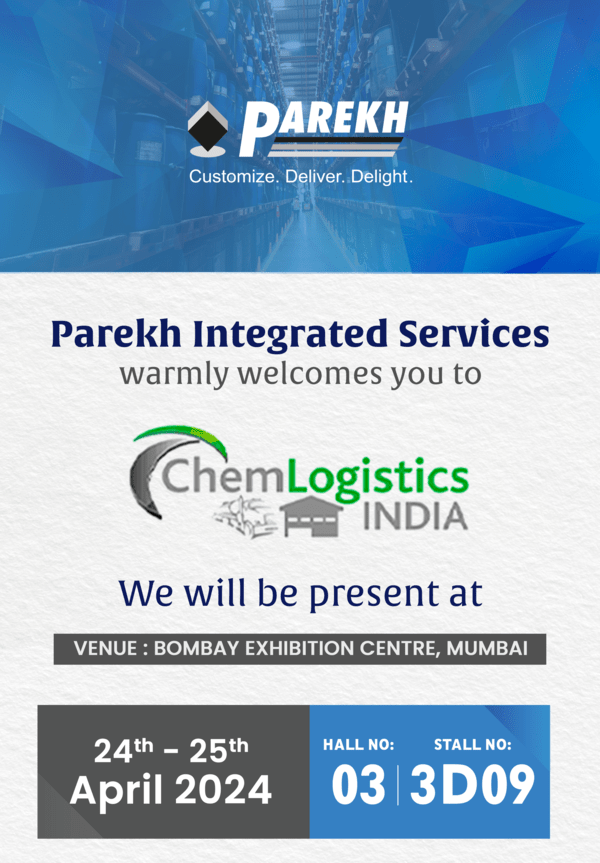 PAREKH
Customize. Deliver. Delight.
Parekh Integrated Services
warmly welcomes you to
ChemLogistics
INDIA
We will be present at
VENUE : BOMBAY EXHIBITION CENTRE, MUMBAI
24th - 25th
April 2024
HALL NO: STALL NO:
03 3D09